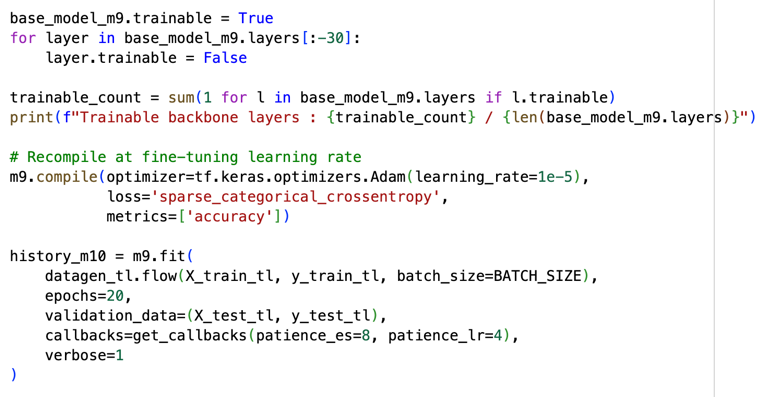 base_model_m9.trainable = True
for layer in base_model_m9.layers[:-30]:
    layer.trainable = False

trainable_count = sum(1 for l in base_model_m9.layers if l.trainable)
print(f"Trainable backbone layers : {trainable_count} / {len(base_model_m9.layers)}")

# Recompile at fine-tuning learning rate
m9.compile(optimizer=tf.keras.optimizers.Adam(learning_rate=1e-5),
           loss='sparse_categorical_crossentropy',
           metrics=['accuracy'])

history_m10 = m9.fit(
    datagen_tl.flow(X_train_tl, y_train_tl, batch_size=BATCH_SIZE),
    epochs=20,
    validation_data=(X_test_tl, y_test_tl),
    callbacks=get_callbacks(patience_es=8, patience_lr=4),
    verbose=1
)